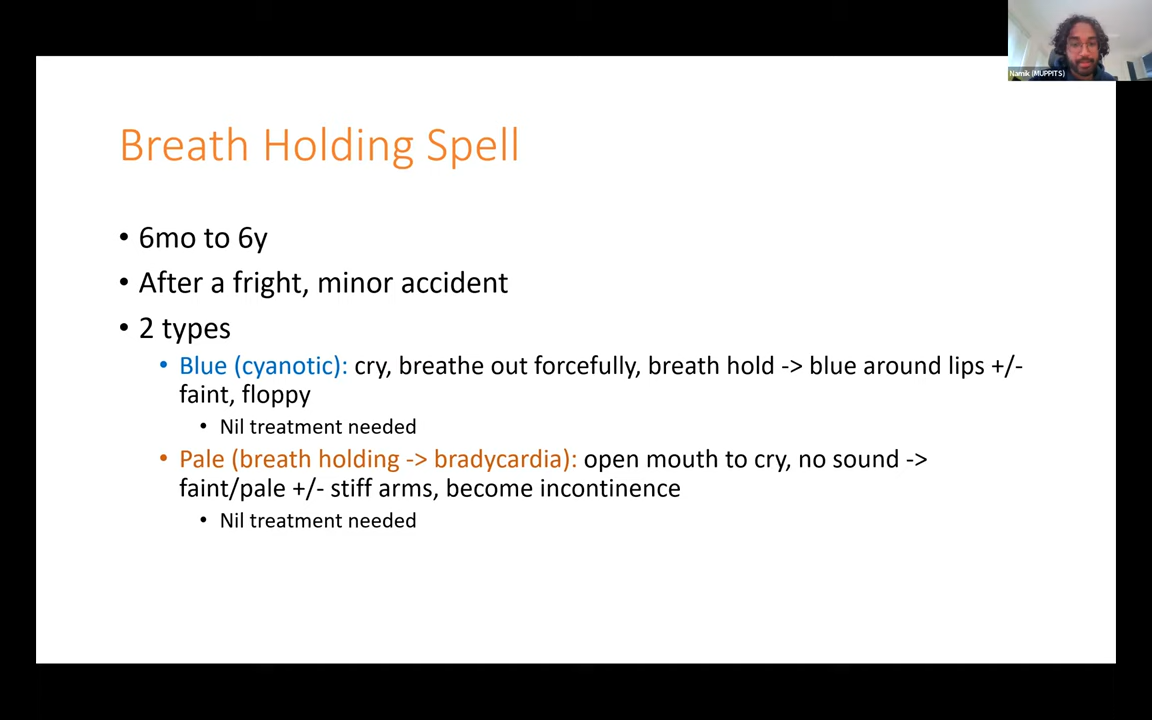 Namik (MUPPITS)
Breath Holding Spell
• 6mo to 6y
• After a fright, minor accident
• 2 types
• Blue (cyanotic): cry, breathe out forcefully, breath hold -> blue around lips +/-
faint, floppy
• Nil treatment needed
• Pale (breath holding -> bradycardia): open mouth to cry, no sound ->
faint/pale +/- stiff arms, become incontinence
• Nil treatment needed